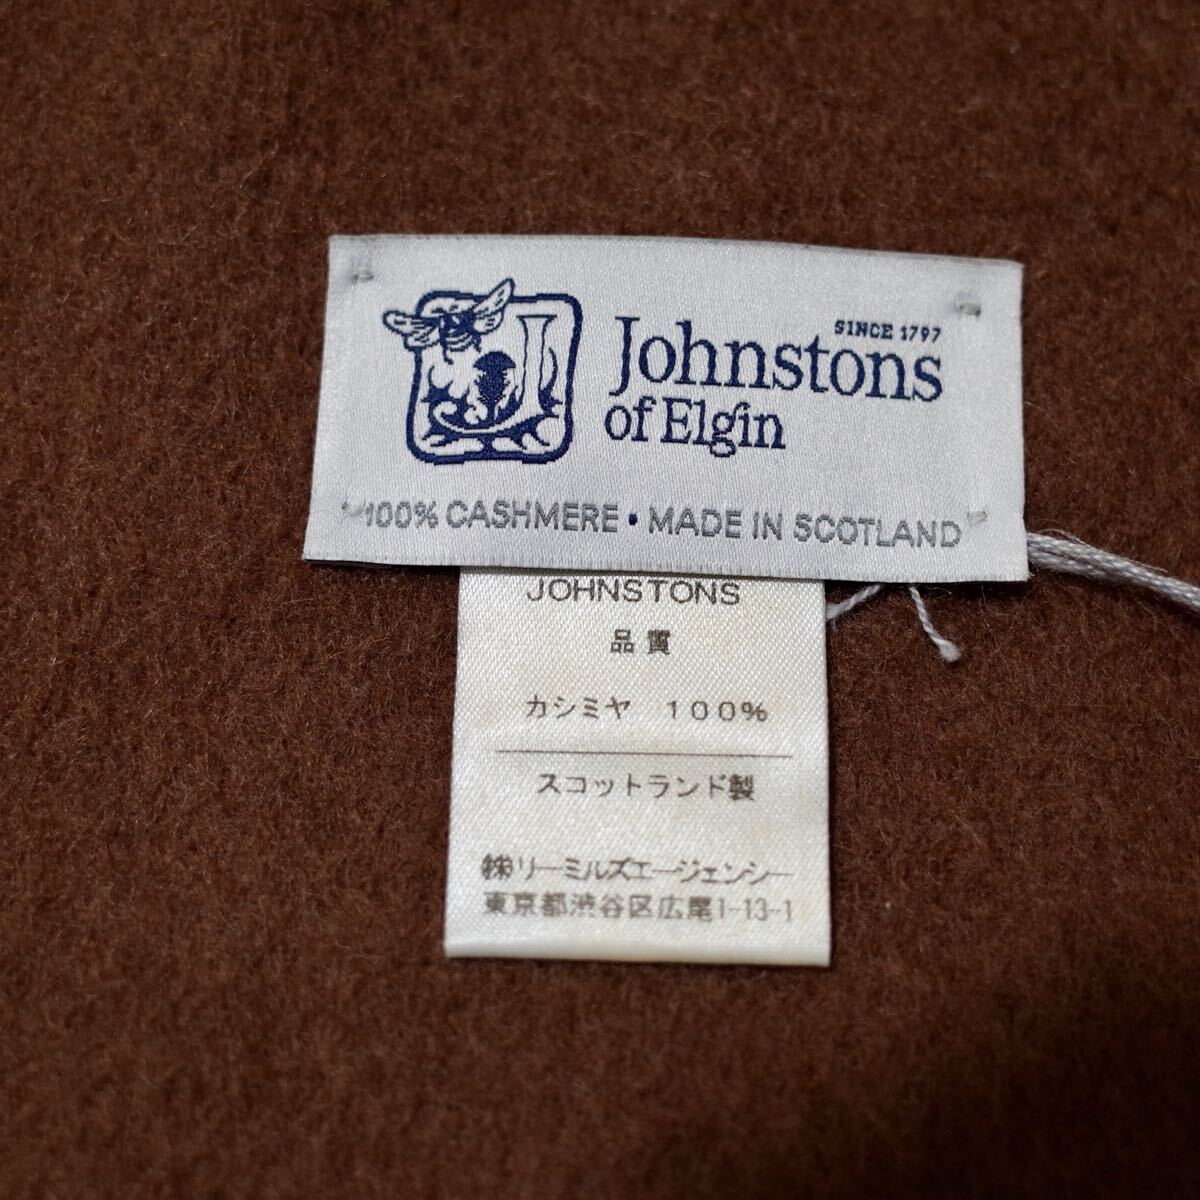 SINCE 1797
Johnstons
of Elgin
100% CASHMERE • MADE IN SCOTLAND
JOHNSTONS
品質
カシミヤ 100%
スコットランド製
㈱リーミルズエージェンシー
東京都渋谷区広尾1-13-1